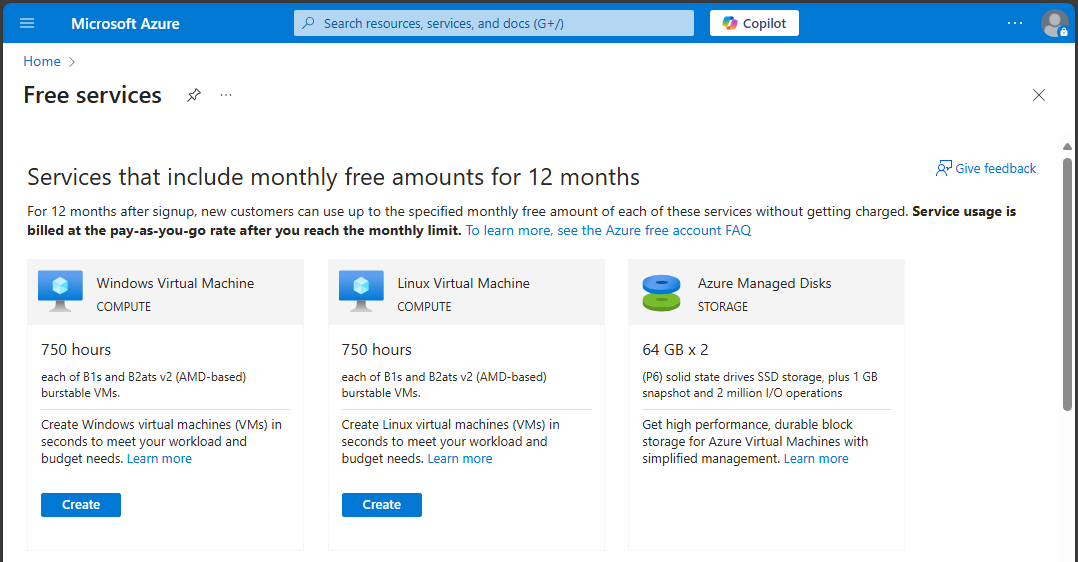 Microsoft Azure
Search resources, services, and docs (G+/)
Copilot
Home
Free services
Services that include monthly free amounts for 12 months
Give feedback
For 12 months after signup, new customers can use up to the specified monthly free amount of each of these services without getting charged. Service usage is
billed at the pay-as-you-go rate after you reach the monthly limit. To learn more, see the Azure free account FAQ
Windows Virtual Machine
COMPUTE
750 hours
each of B1s and B2ats v2 (AMD-based)
burstable VMs.
Create Windows virtual machines (VMs) in
seconds to meet your workload and
budget needs. Learn more
Create
Linux Virtual Machine
COMPUTE
750 hours
each of B1s and B2ats v2 (AMD-based)
burstable VMs.
Create Linux virtual machines (VMs) in
seconds to meet your workload and
budget needs. Learn more
Create
Azure Managed Disks
STORAGE
64 GB x 2
(P6) solid state drives SSD storage, plus 1 GB
snapshot and 2 million I/O operations
Get high performance, durable block
storage for Azure Virtual Machines with
simplified management. Learn more